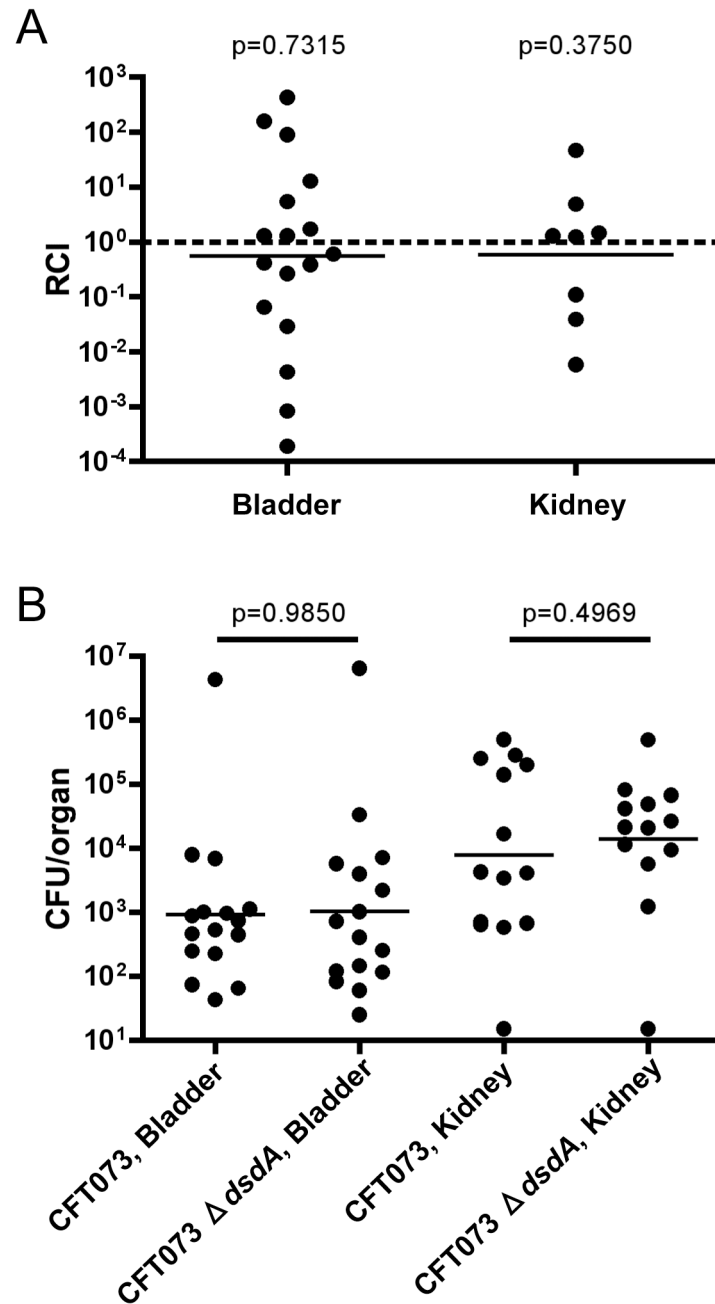 A
p=0.7315 p=0.3750
10³
10²
10¹
10⁰
10⁻¹
10⁻²
10⁻³
10⁻⁴
RCI
Bladder Kidney
B
p=0.9850 p=0.4969
10⁷
10⁶
10⁵
10⁴
10³
10²
10¹
CFU/organ
CFT073, Bladder
CFT073 Δ dsdA, Bladder
CFT073, Kidney
CFT073 Δ dsdA, Kidney